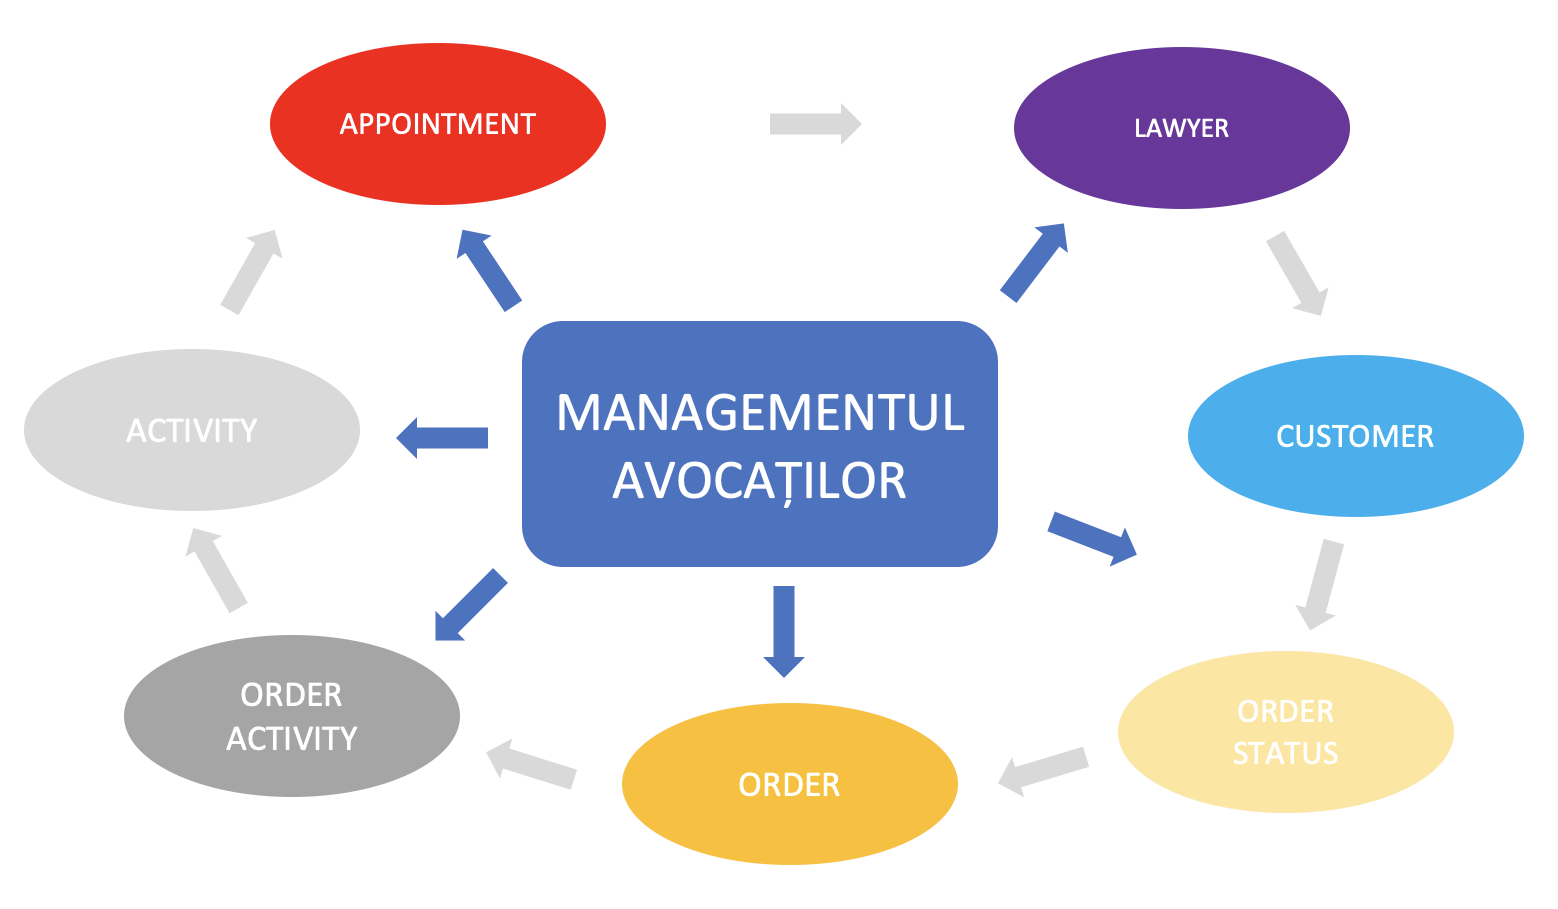 APPOINTMENT
LAWYER
MANAGEMENTUL
AVOCAȚILOR
ACTIVITY
CUSTOMER
ORDER
ACTIVITY
ORDER
STATUS
ORDER